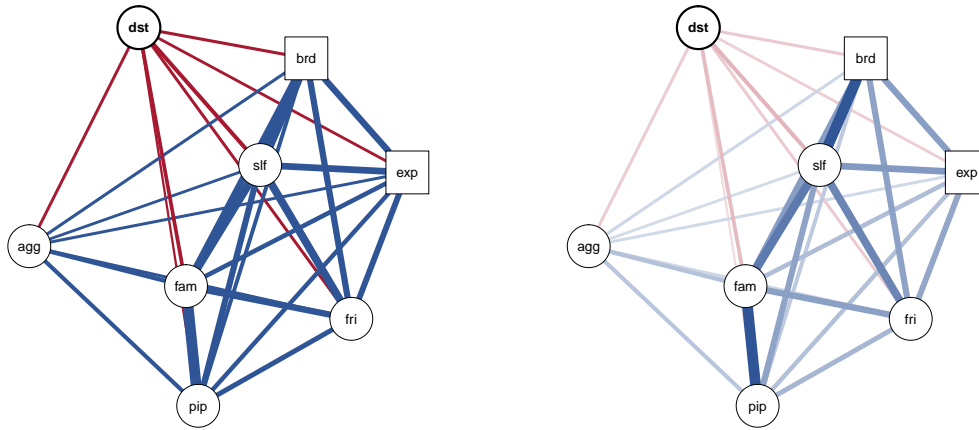 dst
brd
slf
exp
agg
fam
fri
pip
dst
brd
slf
exp
agg
fam
fri
pip